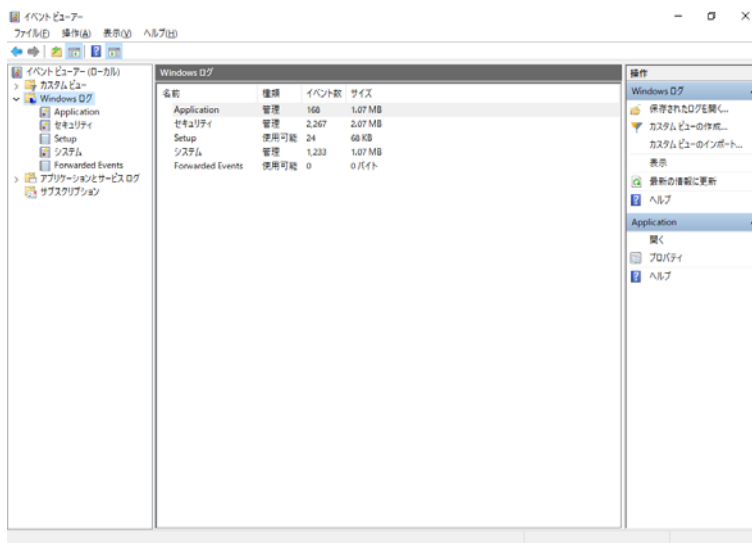 イベント ビューアー
ファイル(F) 操作(A) 表示(V) ヘルプ(H)
イベント ビューアー (ローカル)
カスタム ビュー
Windows ログ
Application
セキュリティ
Setup
システム
Forwarded Events
アプリケーションとサービス ログ
サブスクリプション
Windows ログ
名前 種類 イベント数 サイズ
Application 管理 160 1.07 MB
セキュリティ 管理 2,267 2.07 MB
Setup 使用可能 24 68 KB
システム 管理 1,233 1.07 MB
Forwarded Events 使用可能 0 0 バイト
操作
Windows ログ
保存されたログを開く...
カスタム ビューの作成...
カスタム ビューのインポート...
表示
最新の情報に更新
ヘルプ
Application
開く
プロパティ
ヘルプ